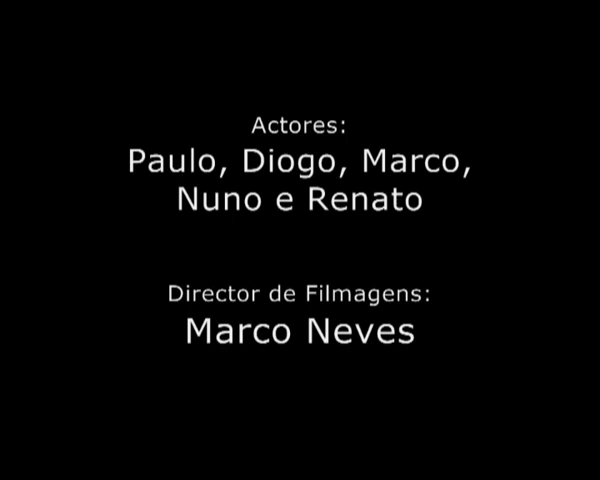 Actores:
Paulo, Diogo, Marco,
Nuno e Renato
Director de Filmagens:
Marco Neves